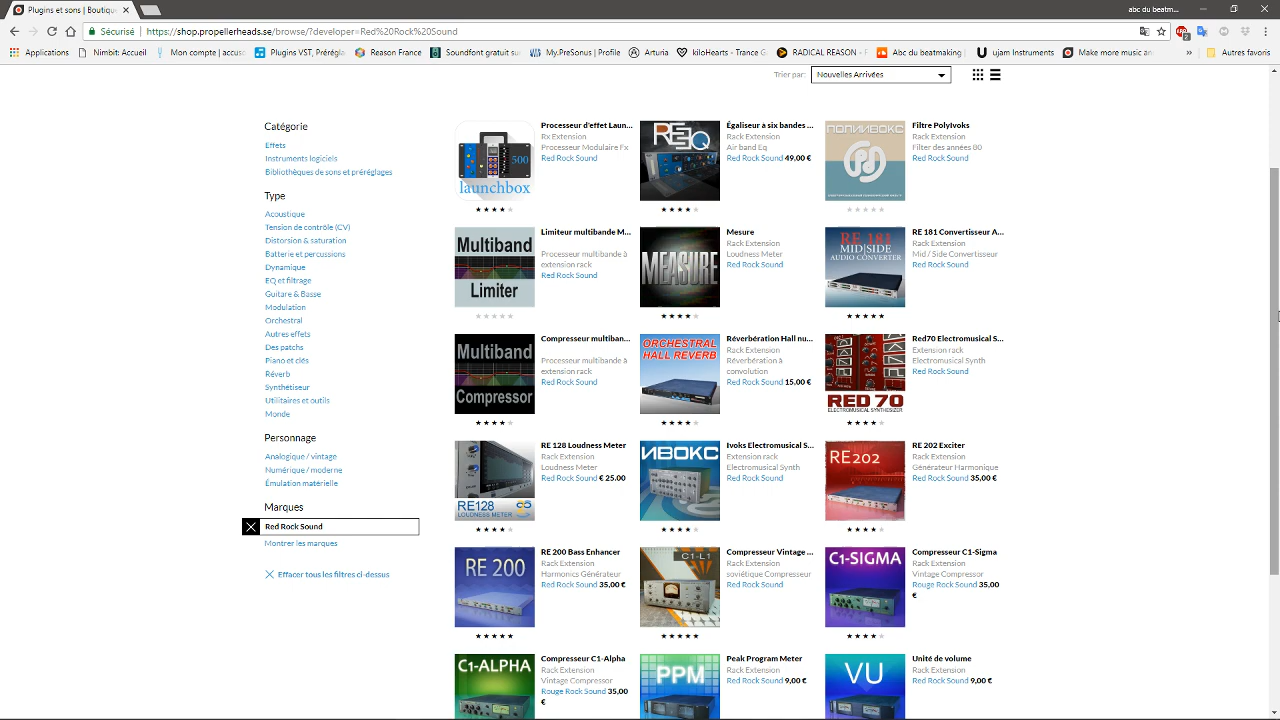 Plugins et sons | Boutique
abc du beatm...
Sécurisé
https://shop.propellerheads.se/browse/?developer=Red%20Rock%20Sound
Applications
Nimbitt Accueil
Mon compte | accusc
Plugins VST, Préréglag
Reason France
Soundfont gratuit sur
My.PreSonus | Profile
Arturia
kiloHearts - Trance G
RADICAL REASON – F
Abc du beatmaking
ujam Instruments
Make more music an
»
Autres favoris
Trier par:
Nouvelles Arrivées
Catégorie
Effets
Instruments logiciels
Bibliothèques de sons et préréglages
Type
Acoustique
Tension de contrôle (CV)
Distorsion & saturation
Batterie et percussions
Dynamique
EQ et filtrage
Guitare & Basse
Modulation
Orchestral
Autres effets
Des patchs
Piano et clés
Réverb
Synthétiseur
Utilitaires et outils
Monde
Personnage
Analogique / vintage
Numérique / moderne
Émulation matérielle
Marques
Red Rock Sound
Montrer les marques
Effacer tous les filtres ci-dessus
500
launchbox
Processeur d'effet Laun...
Rx Extension
Processeur Modulaire Fx
Red Rock Sound
REQ
Égaliseur à six bandes ...
Rack Extension
Air band Eq
Red Rock Sound 49,00 €
ПОЛИВОКС
Filtre Polyivoks
Rack Extension
Filter des années 80
Red Rock Sound
Multiband
Limiter
Limiteur multibande M...
Processeur multibande à
extension rack
Red Rock Sound
MEASURE
Mesure
Rack Extension
Loudness Meter
Red Rock Sound
RE 181
MID|SIDE
AUDIO CONVERTER
RE 181 Convertisseur A...
Rack Extension
Mid / Side Convertisseur
Red Rock Sound
Multiband
Compressor
Compresseur multiban...
Processeur multibande à
extension rack
Red Rock Sound
ORCHESTRAL
HALL REVERB
Réverbération Hall nu...
Rack Extension
Réverbération à
convolution
Red Rock Sound 15,00 €
RED 70
ELECTROMUSICAL SYNTHESIZER
Red70 Electromusical S...
Extension rack
Electromusical Synth
Red Rock Sound
RE128
LOUDNESS METER
RE 128 Loudness Meter
Rack Extension
Loudness Meter
Red Rock Sound € 25.00
ИВОКС
Ivoks Electromusical S...
Extension rack
Electromusical Synth
Red Rock Sound
RE202
RE 202 Exciter
Rack Extension
Générateur Harmonique
Red Rock Sound 35,00 €
RE 200
RE 200 Bass Enhancer
Rack Extension
Harmonics Générateur
Red Rock Sound 35,00 €
C1-L1
Compresseur Vintage ...
Rack Extension
soviétique Compresseur
Red Rock Sound
C1-SIGMA
Compresseur C1-Sigma
Rack Extension
Vintage Compressor
Rouge Rock Sound 35,00
€
C1-ALPHA
Compresseur C1-Alpha
Rack Extension
Vintage Compressor
Rouge Rock Sound 35,00
€
PPM
Peak Program Meter
Rack Extension
Red Rock Sound 9,00 €
VU
Unité de volume
Rack Extension
Red Rock Sound 9,00 €